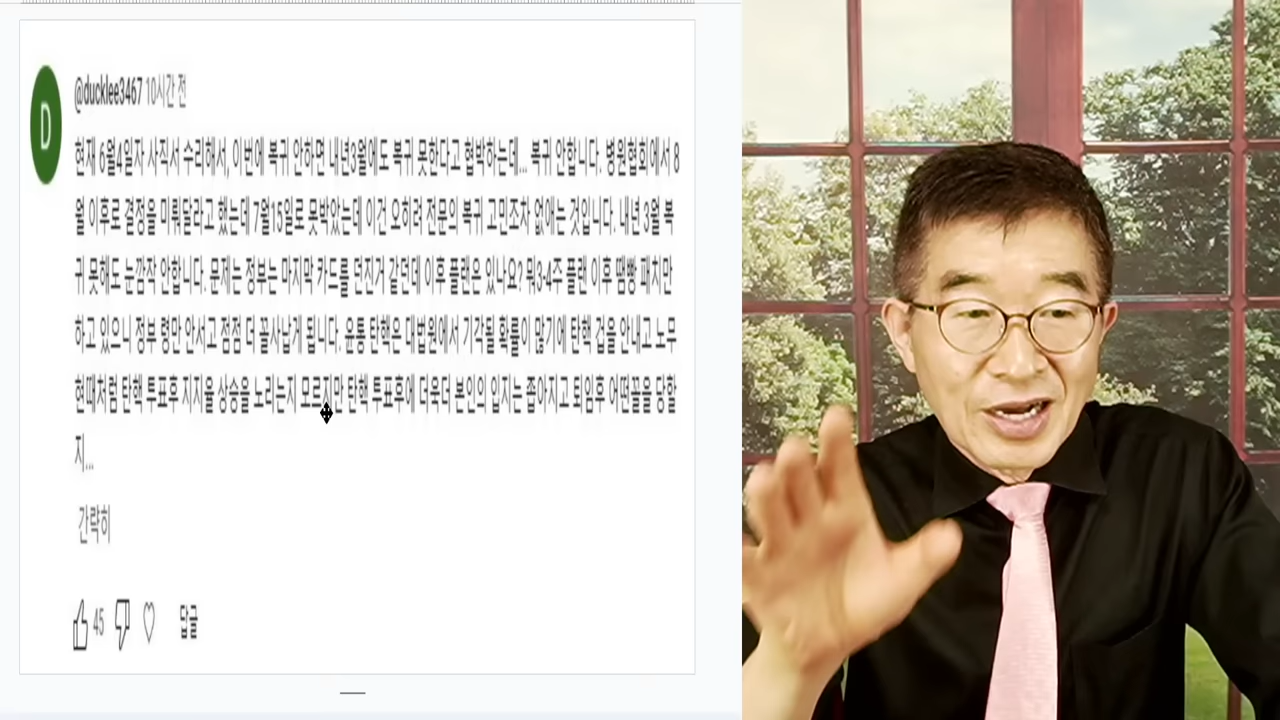 D
@ducklee3467 10시간 전
현재 6월4일자 사직서 수리해서, 이번에 복귀 안하면 내년3월에도 복귀 못한다고 협박하는데... 복귀 안합니다. 병원협회에서 8
월 이후로 결정을 미뤄달라고 했는데 7월15일로 못박았는데 이건 오히려 전문의 복귀 고민조차 없애는 것입니다. 내년 3월 복
귀 못해도 눈깜작 안합니다. 문제는 정부는 마지막 카드를 던진거 같던데 이후 플랜은 있나요? 뭐3-4주 플랜 이후 땜빵 패치만
하고 있으니 정부 령만 안서고 점점 더 꼴사납게 됩니다. 윤통 탄핵은 대법원에서 기각될 확률이 많기에 탄핵 겁을 안내고 노무
현때처럼 탄핵 투표후 지지율 상승을 노리는지 모르지만 탄핵 투표후에 더욱더 본인의 입지는 좁아지고 퇴임후 어떤꼴을 당할
지...
간략히
45 답글